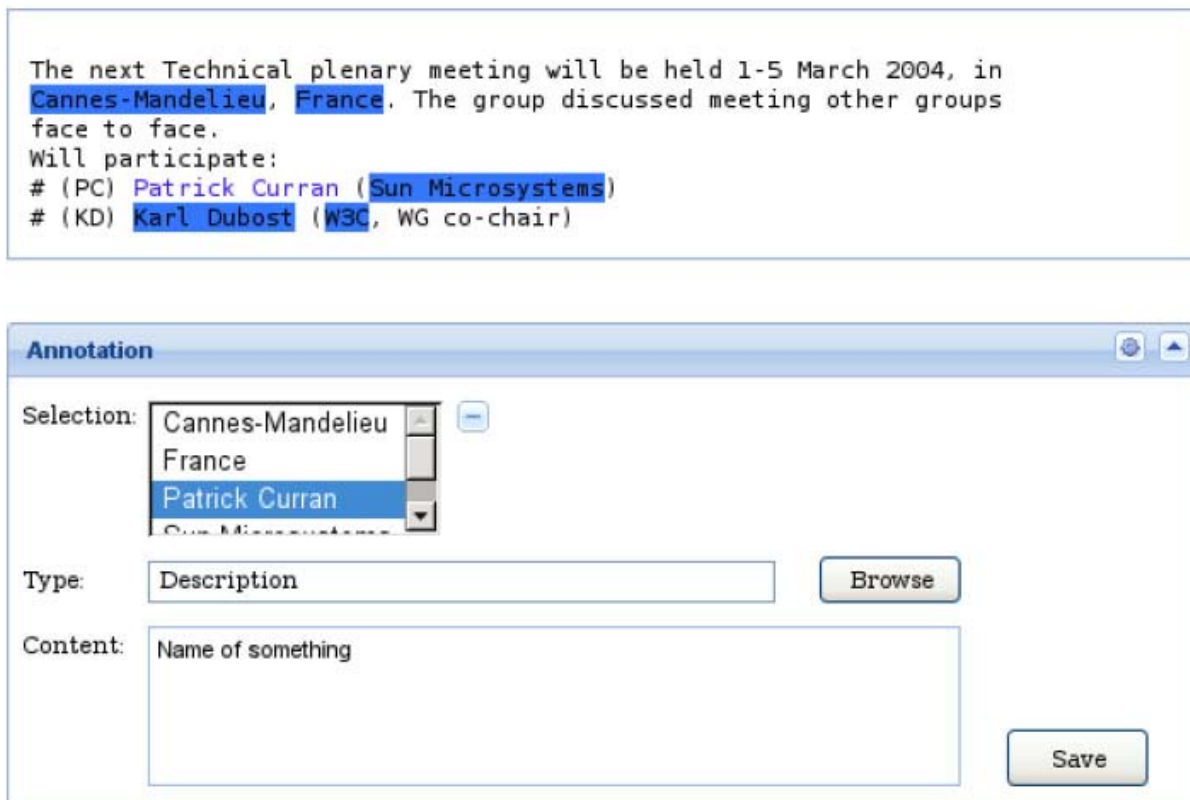 The next Technical plenary meeting will be held 1-5 March 2004, in
Cannes-Mandelieu, France. The group discussed meeting other groups
face to face.
Will participate:
# (PC) Patrick Curran (Sun Microsystems)
# (KD) Karl Dubost (W3C, WG co-chair)
Annotation
Selection:
Cannes-Mandelieu
France
Patrick Curran
Sun Microsystems
Type:
Description
Browse
Content:
Name of something
Save